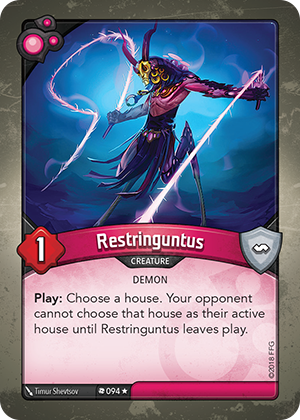 Restringuntus
CREATURE
1
DEMON
Play: Choose a house. Your opponent
cannot choose that house as their active
house until Restringuntus leaves play.
Timur Shevtsov
094 ★
©2018 FFG